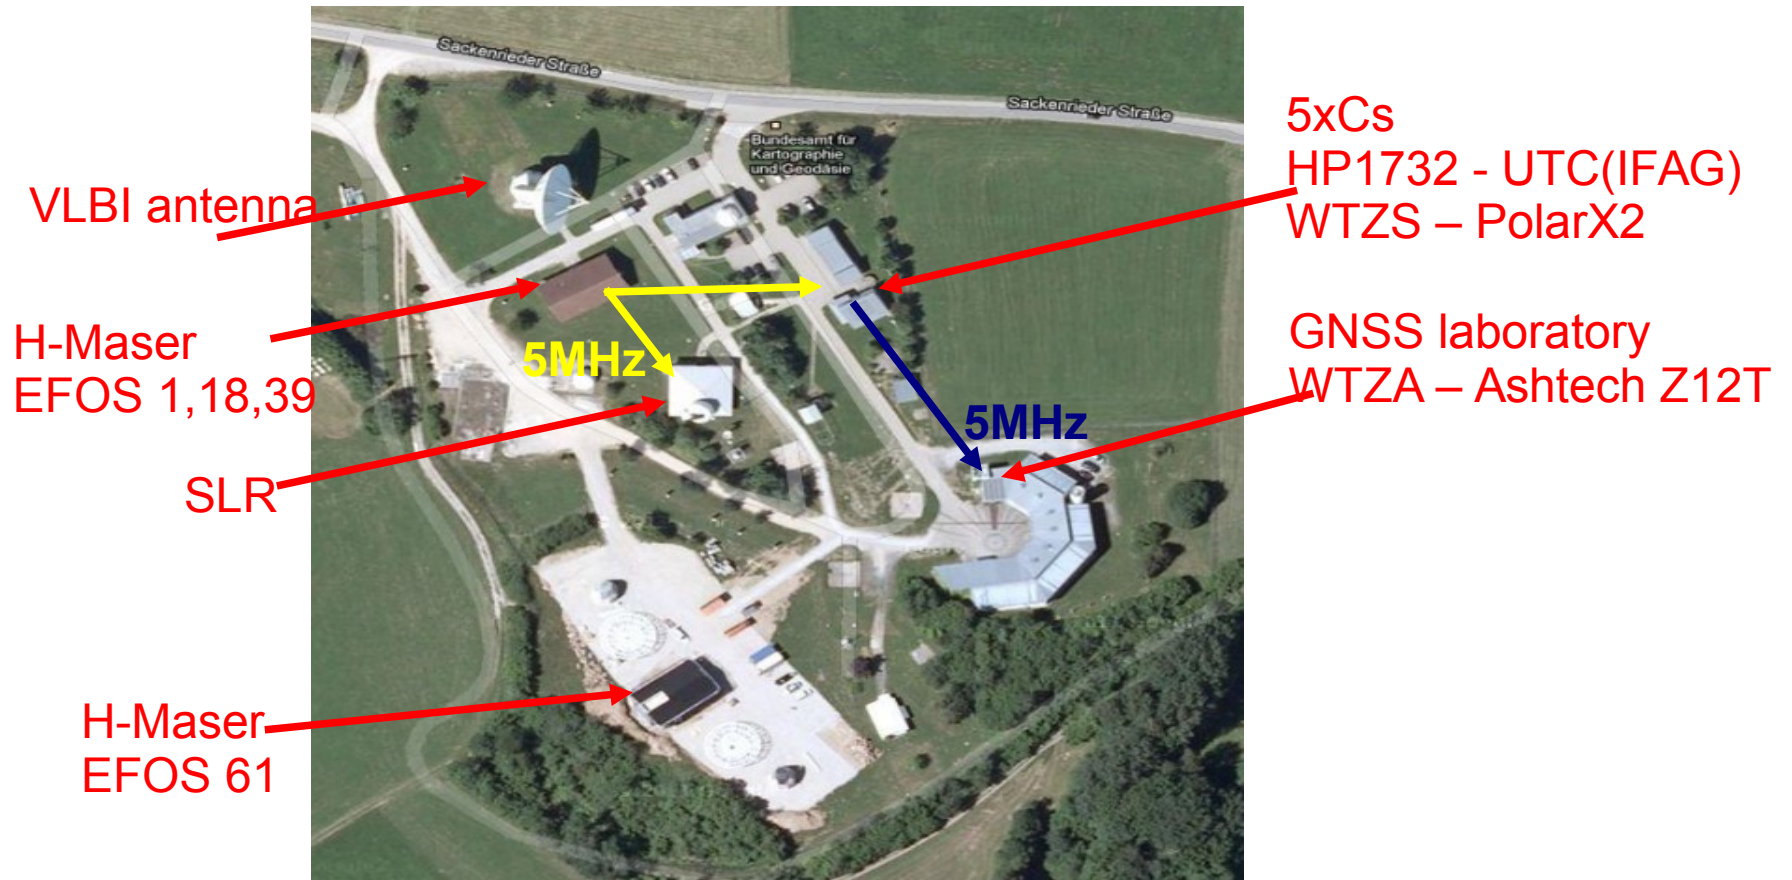 Sackenrieder Straße
Sackenrieder Straße
Bundesamt für
Kartographie
und Geodäsie
VLBI antenna
H-Maser
EFOS 1,18,39
SLR
H-Maser
EFOS 61
5MHz
5MHz
5xCs
HP1732 - UTC(IFAG)
WTZS – PolarX2
GNSS laboratory
WTZA – Ashtech Z12T